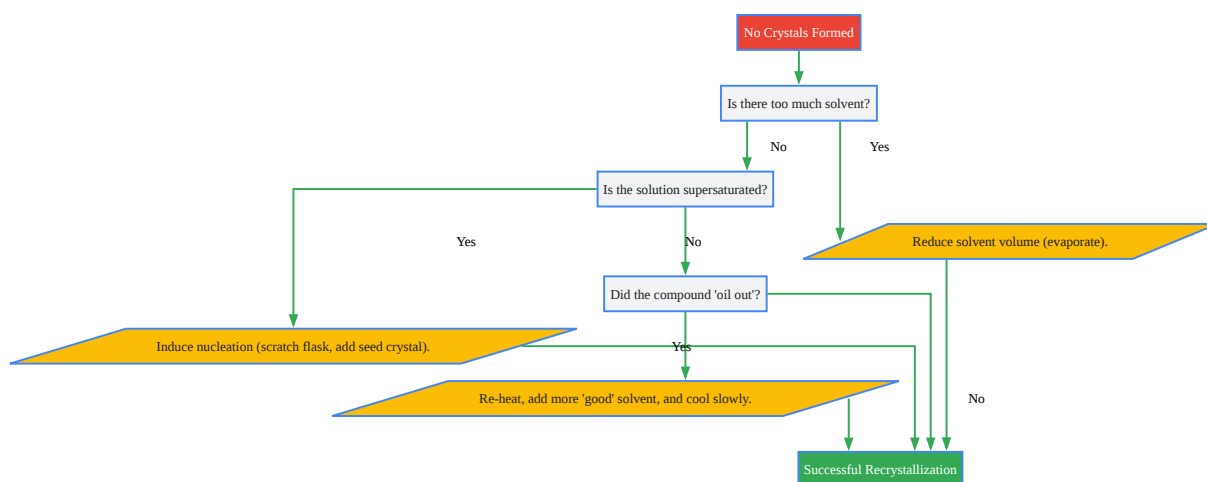 No Crystals Formed
Is there too much solvent?
No
Yes
Is the solution supersaturated?
Yes
No
Reduce solvent volume (evaporate).
Did the compound 'oil out'?
Induce nucleation (scratch flask, add seed crystal).
Yes
Re-heat, add more 'good' solvent, and cool slowly.
No
Successful Recrystallization